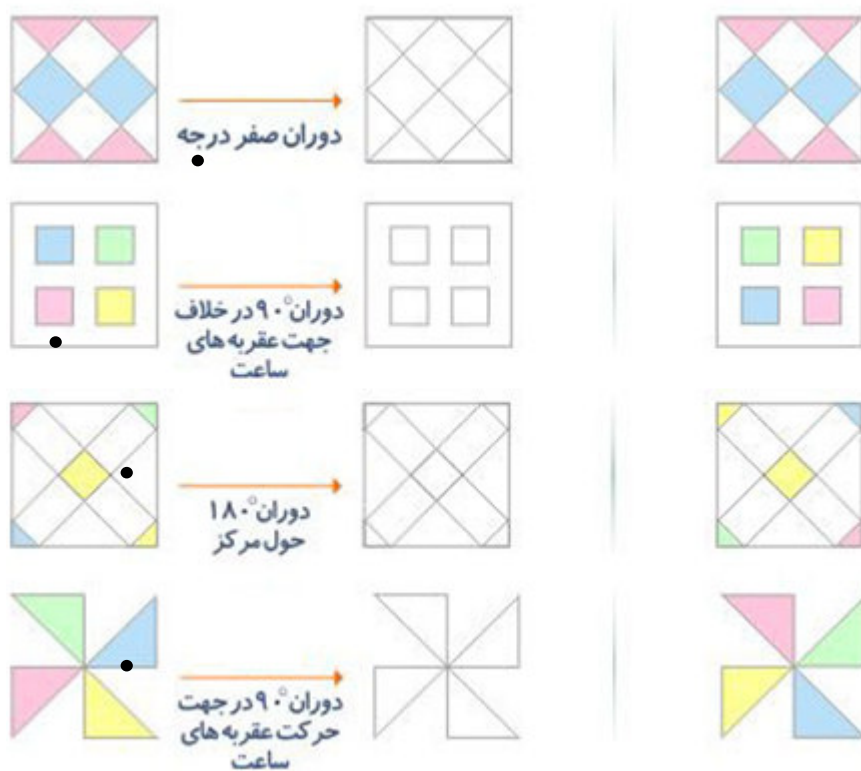 دوران صفر درجه
دوران ۹۰° در خلاف
جهت عقربه های
ساعت
دوران ۱۸۰°
حول مرکز
دوران ۹۰° در جهت
حرکت عقربه های
ساعت